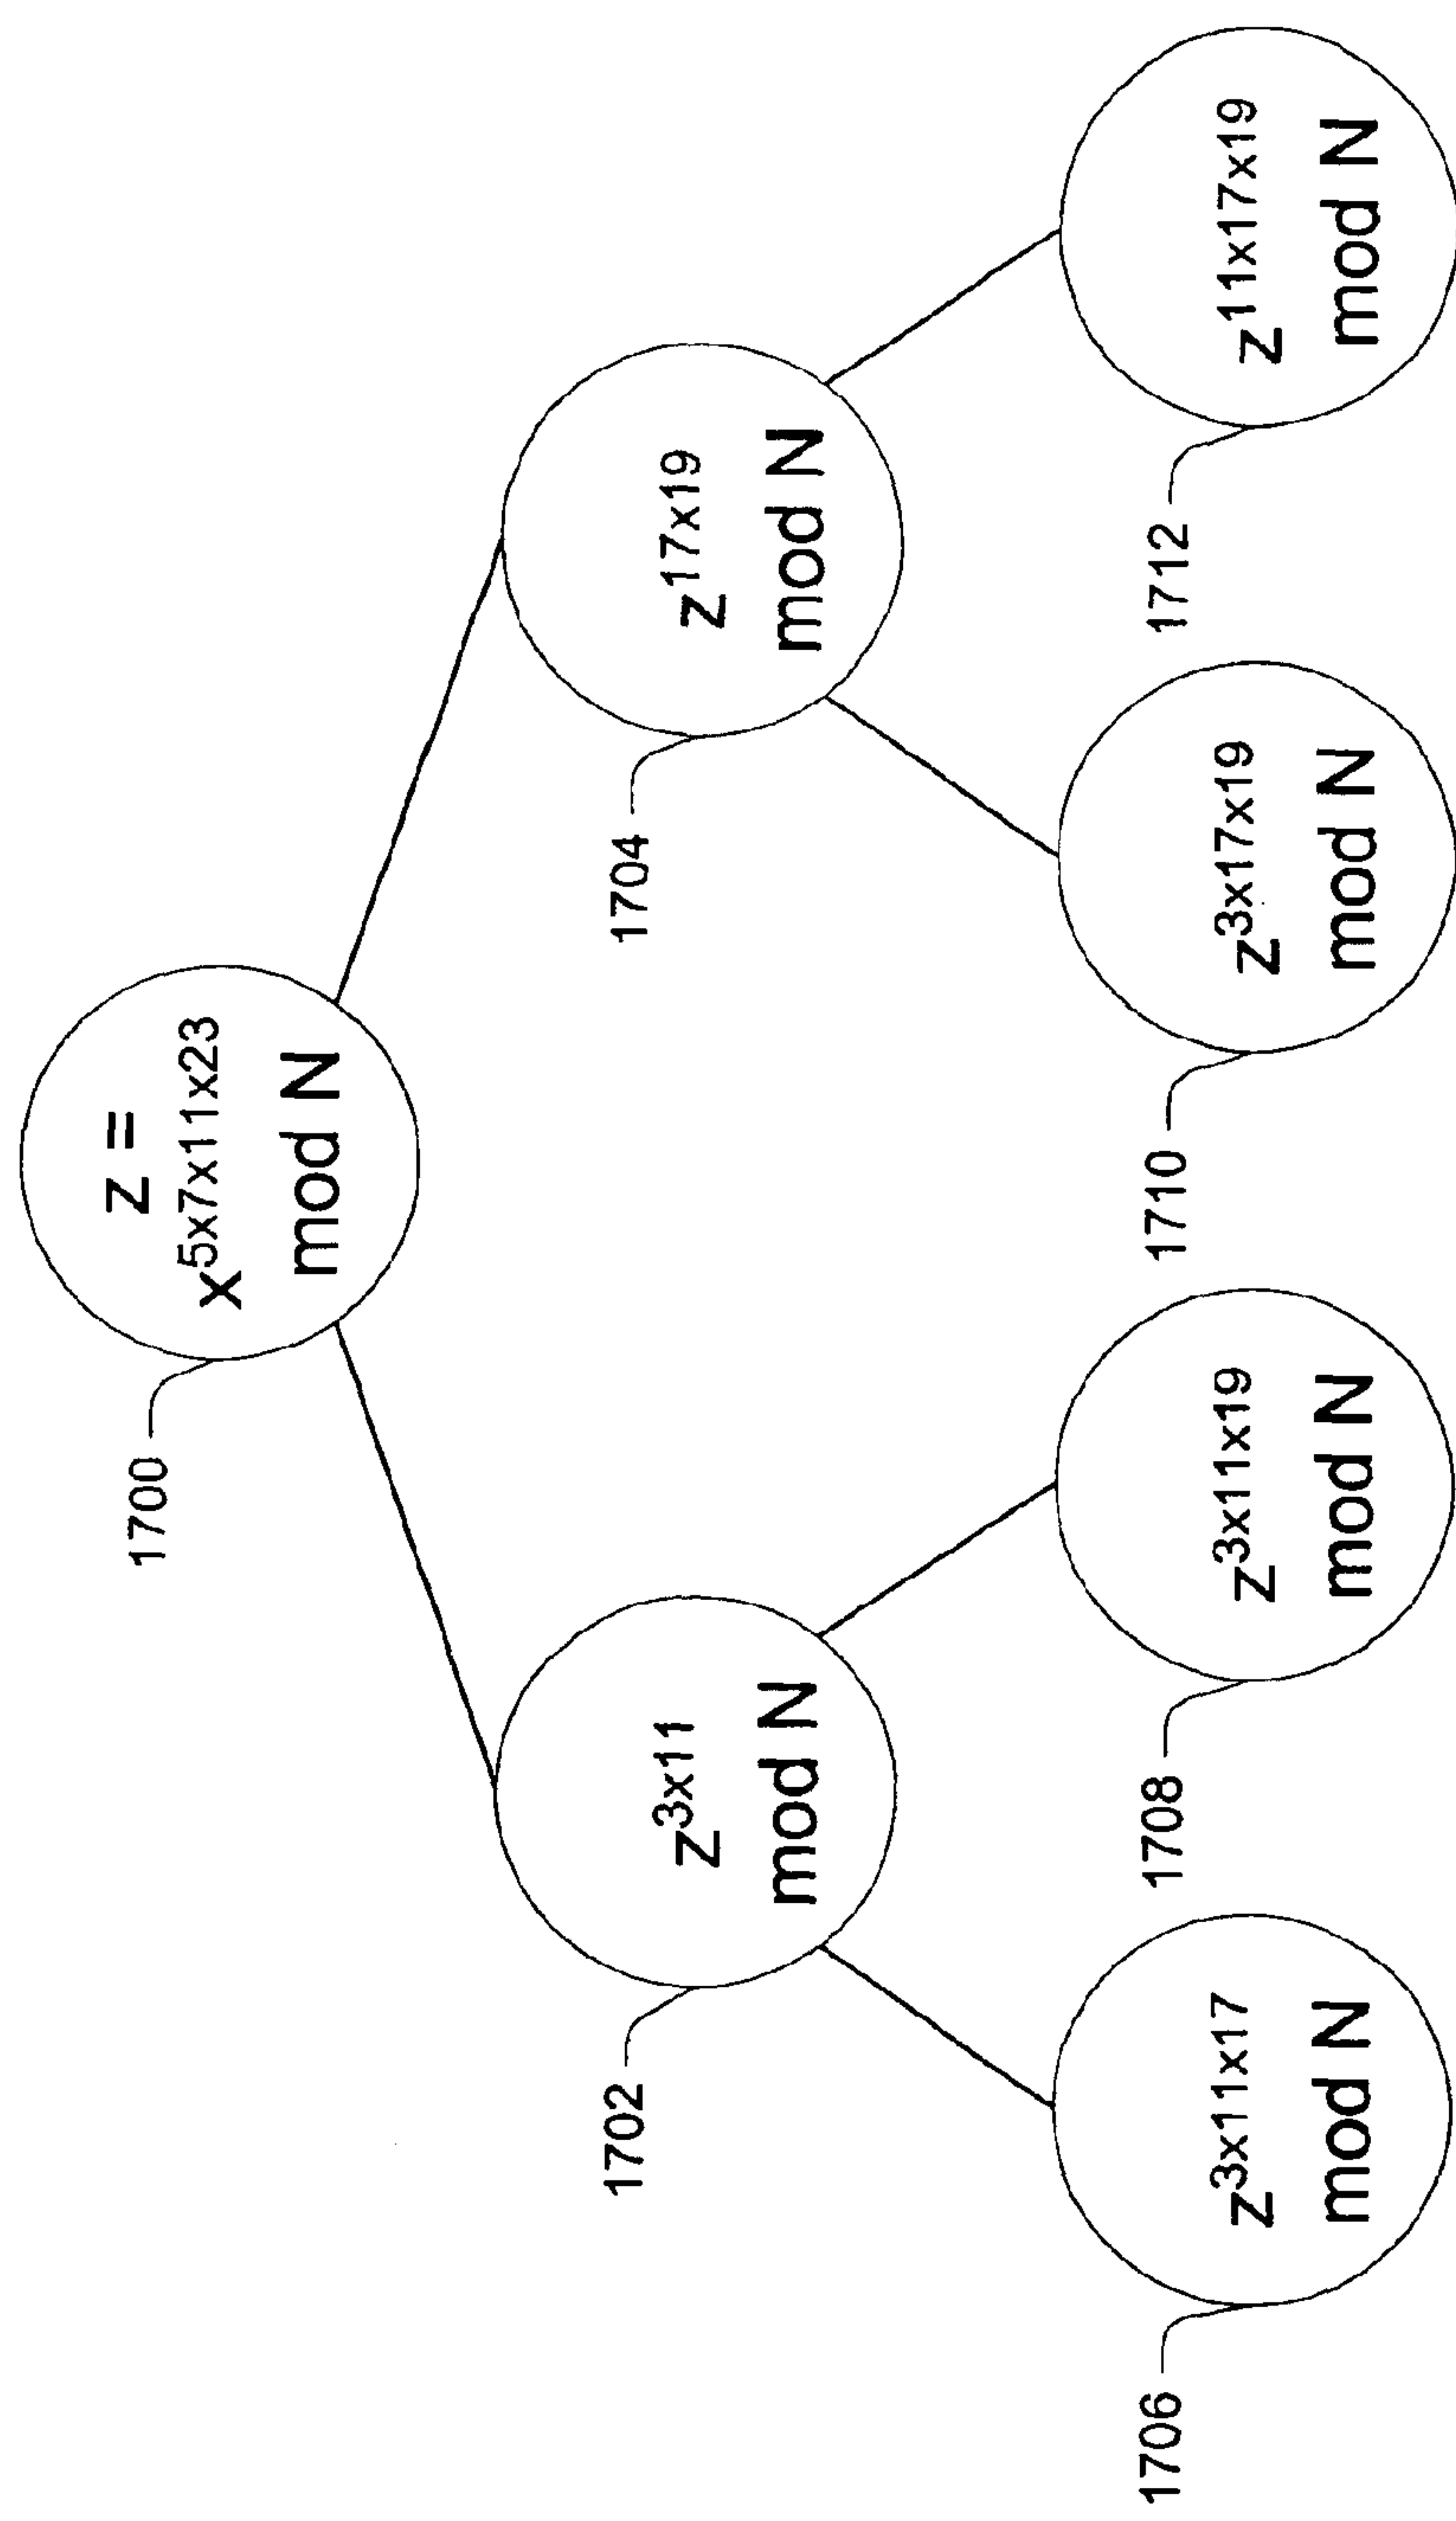 1700
z =
x^5x7x11x23
mod N
1702
z^3x11
mod N
1704
z^17x19
mod N
1706
z^3x11x17
mod N
1708
z^3x11x19
mod N
1710
z^3x17x19
mod N
1712
z^11x17x19
mod N